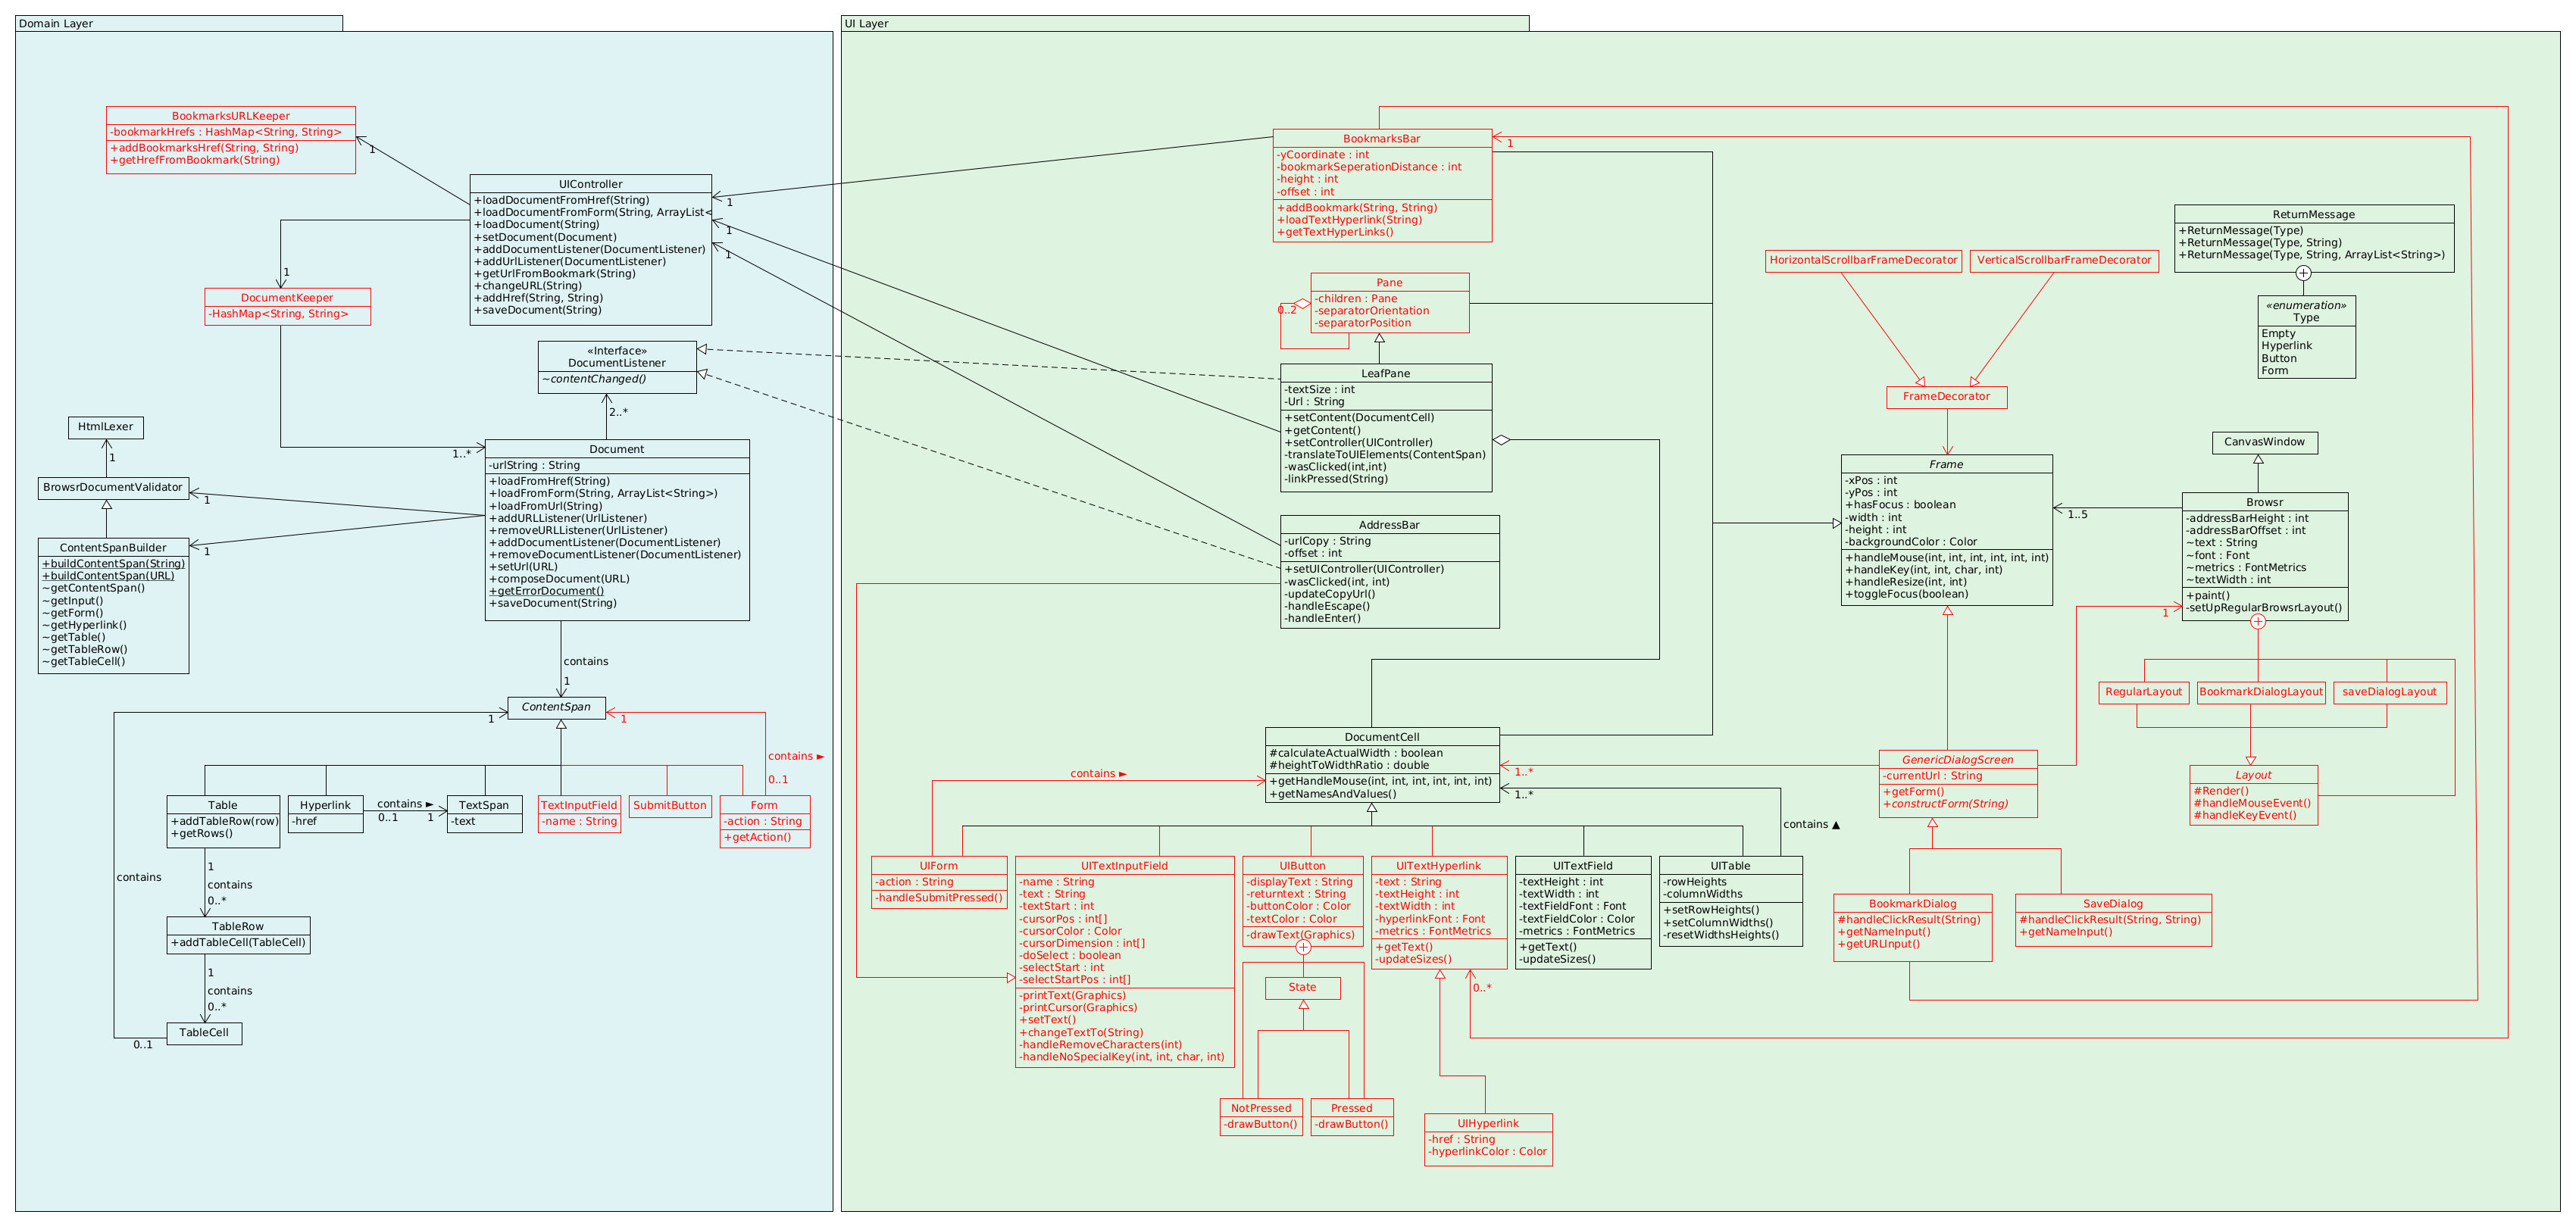 Domain Layer
BookmarksURLKeeper
-bookmarkHrefs : HashMap<String, String>
+addBookmarksHref(String, String)
+getHrefFromBookmark(String)
1
UIController
+loadDocumentFromHref(String)
+loadDocumentFromForm(String, ArrayList<
+loadDocument(String)
+setDocument(Document)
+addDocumentListener(DocumentListener)
+addUrlListener(DocumentListener)
+getUrlFromBookmark(String)
+changeURL(String)
+addHref(String, String)
+saveDocument(String)
1
1
1
1
DocumentKeeper
-HashMap<String, String>
«Interface»
DocumentListener
~contentChanged()
2..*
HtmlLexer
1
BrowsrDocumentValidator
1
ContentSpanBuilder
+buildContentSpan(String)
+buildContentSpan(URL)
~getContentSpan()
~getInput()
~getForm()
~getHyperlink()
~getTable()
~getTableRow()
~getTableCell()
1
1..*
Document
-urlString : String
+loadFromHref(String)
+loadFromForm(String, ArrayList<String>)
+loadFromUrl(String)
+addURLListener(UrlListener)
+removeURLListener(UrlListener)
+addDocumentListener(DocumentListener)
+removeDocumentListener(DocumentListener)
+setUrl(URL)
+composeDocument(URL)
+getErrorDocument()
+saveDocument(String)
contains
1
ContentSpan
1
1
contains ►
0..1
Table
+addTableRow(row)
+getRows()
Hyperlink
-href
contains ►
0..1
1
TextSpan
-text
TextInputField
-name : String
SubmitButton
Form
-action : String
+getAction()
1
contains
0..*
contains
TableRow
+addTableCell(TableCell)
1
contains
0..*
TableCell
0..1
UI Layer
BookmarksBar
-yCoordinate : int
-bookmarkSeperationDistance : int
-height : int
-offset : int
+addBookmark(String, String)
+loadTextHyperlink(String)
+getTextHyperLinks()
1
Pane
-children : Pane
-separatorOrientation
-separatorPosition
0..2
LeafPane
-textSize : int
-Url : String
+setContent(DocumentCell)
+getContent()
+setController(UIController)
-translateToUIElements(ContentSpan)
-wasClicked(int,int)
-linkPressed(String)
AddressBar
-urlCopy : String
-offset : int
+setUIController(UIController)
-wasClicked(int, int)
-updateCopyUrl()
-handleEscape()
-handleEnter()
HorizontalScrollbarFrameDecorator
VerticalScrollbarFrameDecorator
FrameDecorator
ReturnMessage
+ReturnMessage(Type)
+ReturnMessage(Type, String)
+ReturnMessage(Type, String, ArrayList<String>)
«enumeration»
Type
Empty
Hyperlink
Button
Form
Frame
-xPos : int
-yPos : int
+hasFocus : boolean
-width : int
-height : int
-backgroundColor : Color
+handleMouse(int, int, int, int, int, int)
+handleKey(int, int, char, int)
+handleResize(int, int)
+toggleFocus(boolean)
1..5
CanvasWindow
Browsr
-addressBarHeight : int
-addressBarOffset : int
~text : String
~font : Font
~metrics : FontMetrics
~textWidth : int
+paint()
-setUpRegularBrowsrLayout()
1
RegularLayout
BookmarkDialogLayout
saveDialogLayout
Layout
#Render()
#handleMouseEvent()
#handleKeyEvent()
DocumentCell
#calculateActualWidth : boolean
#heightToWidthRatio : double
+getHandleMouse(int, int, int, int, int, int)
+getNamesAndValues()
contains ►
1..*
1..*
contains ▲
GenericDialogScreen
-currentUrl : String
+getForm()
+constructForm(String)
UIForm
-action : String
-handleSubmitPressed()
UITextInputField
-name : String
-text : String
-textStart : int
-cursorPos : int[]
-cursorColor : Color
-cursorDimension : int[]
-doSelect : boolean
-selectStart : int
-selectStartPos : int[]
-printText(Graphics)
-printCursor(Graphics)
+setText()
+changeTextTo(String)
-handleRemoveCharacters(int)
-handleNoSpecialKey(int, int, char, int)
UIButton
-displayText : String
-returntext : String
-buttonColor : Color
-textColor : Color
-drawText(Graphics)
State
NotPressed
-drawButton()
Pressed
-drawButton()
UITextHyperlink
-text : String
-textHeight : int
-textWidth : int
-hyperlinkFont : Font
-metrics : FontMetrics
+getText()
-updateSizes()
0..*
UIHyperlink
-href : String
-hyperlinkColor : Color
UITextField
-textHeight : int
-textWidth : int
-textFieldFont : Font
-textFieldColor : Color
-metrics : FontMetrics
+getText()
-updateSizes()
UITable
-rowHeights
-columnWidths
+setRowHeights()
+setColumnWidths()
-resetWidthsHeights()
BookmarkDialog
#handleClickResult(String)
+getNameInput()
+getURLInput()
SaveDialog
#handleClickResult(String, String)
+getNameInput()